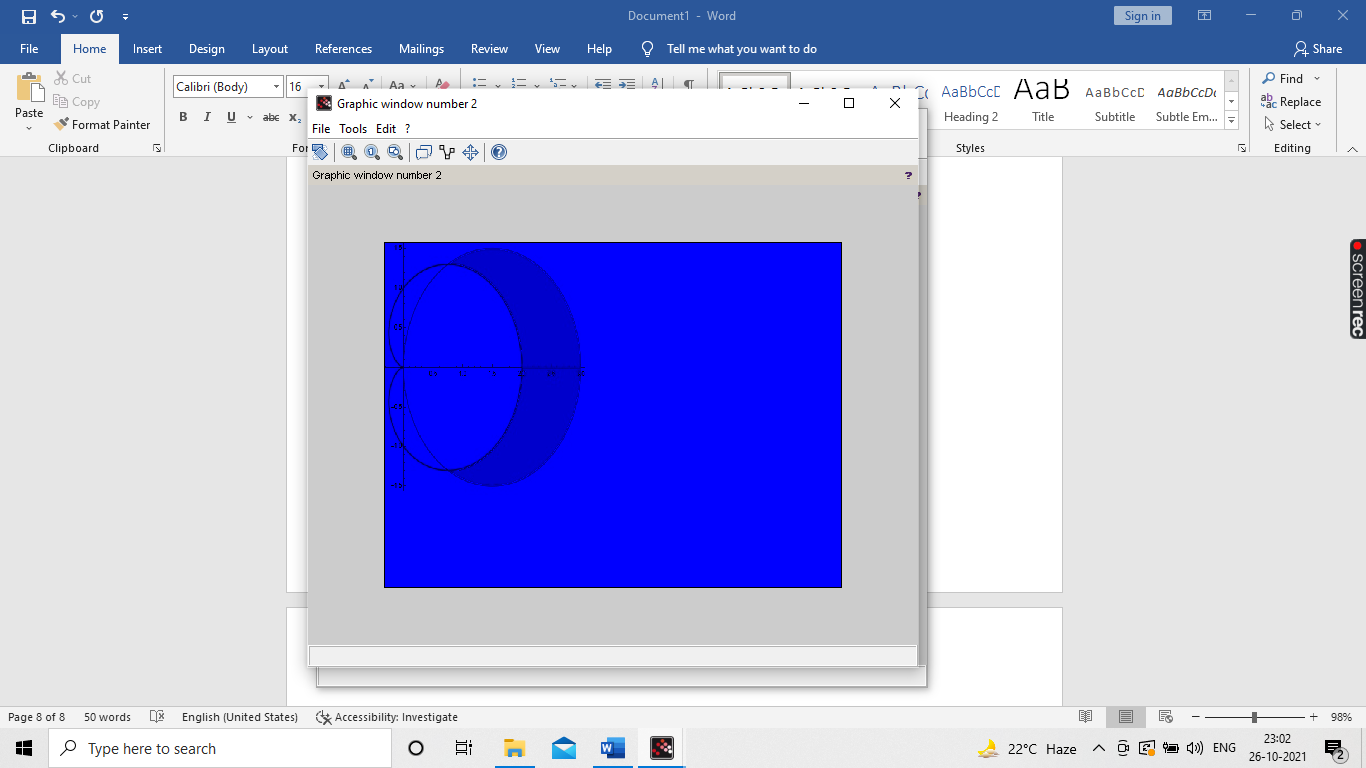 Document1 - Word
Sign in
File Home Insert Design Layout References Mailings Review View Help Tell me what you want to do Share
Paste
Cut
Copy
Format Painter
Clipboard
Calibri (Body) 16 Aa
B I U abc x₂
AaBbCcD AaB AaBbCcD AaBbCcDc
Heading 2 Title Subtitle Subtle Em...
Styles
Find
Replace
Select
Editing
Graphic window number 2
File Tools Edit ?
Graphic window number 2 ?
screenrec
Page 8 of 8 50 words English (United States) Accessibility: Investigate 98%
Type here to search
22°C Haze ENG 23:02
26-10-2021
2